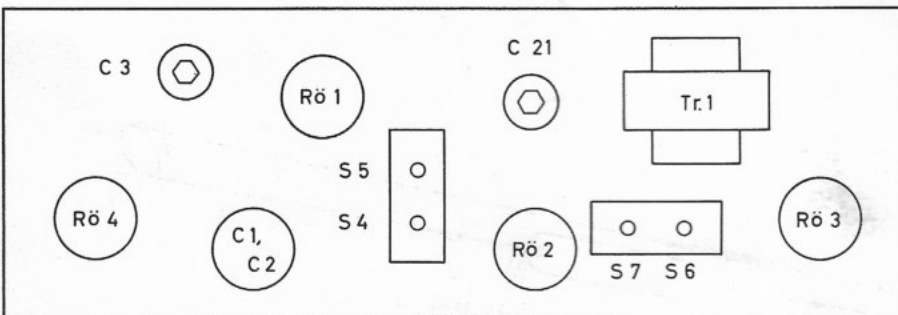 C 3
Rö 1
C 21
Tr.1
S 5
S 4
Rö 4
C 1,
C 2
Rö 2
S 7 S 6
Rö 3